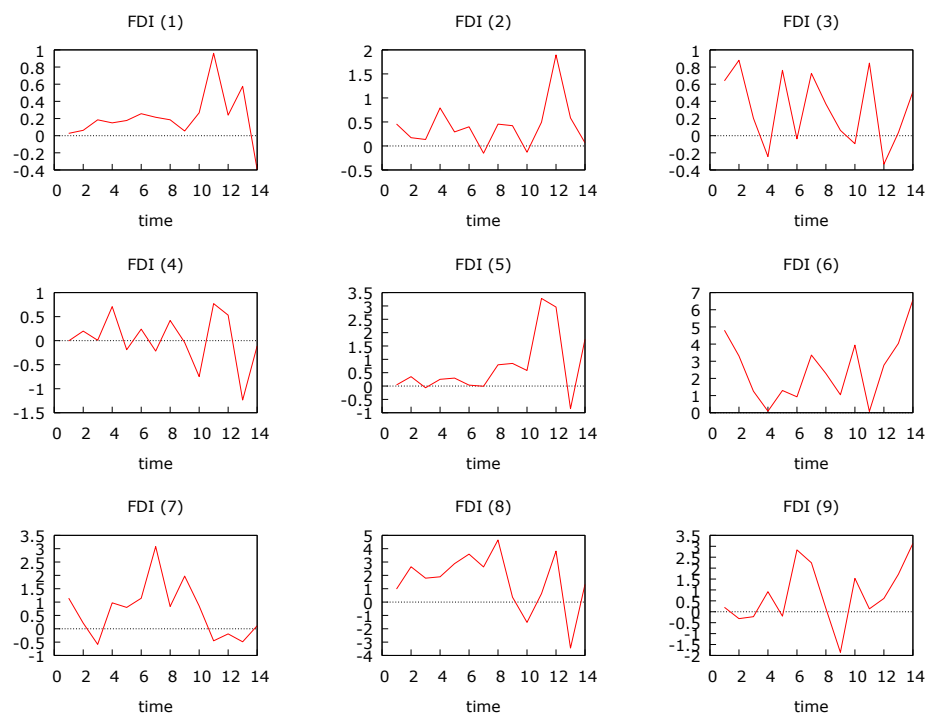 FDI (1)
1
0.8
0.6
0.4
0.2
0
-0.2
-0.4
0 2 4 6 8 10 12 14
time
FDI (2)
2
1.5
1
0.5
0
-0.5
0 2 4 6 8 10 12 14
time
FDI (3)
1
0.8
0.6
0.4
0.2
0
-0.2
-0.4
0 2 4 6 8 10 12 14
time
FDI (4)
1
0.5
0
-0.5
-1
-1.5
0 2 4 6 8 10 12 14
time
FDI (5)
3.5
3
2.5
2
1.5
1
0.5
0
-0.5
-1
0 2 4 6 8 10 12 14
time
FDI (6)
7
6
5
4
3
2
1
0
0 2 4 6 8 10 12 14
time
FDI (7)
3.5
3
2.5
2
1.5
1
0.5
0
-0.5
-1
0 2 4 6 8 10 12 14
time
FDI (8)
5
4
3
2
1
0
-1
-2
-3
-4
0 2 4 6 8 10 12 14
time
FDI (9)
3.5
3
2.5
2
1.5
1
0.5
0
-0.5
-1
-1.5
-2
0 2 4 6 8 10 12 14
time